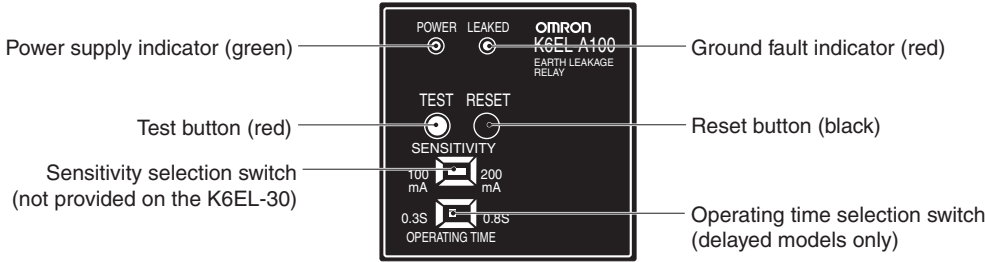 POWER LEAKED OMRON
Power supply indicator (green)
K6EL-A100
Ground fault indicator (red)
EARTH LEAKAGE
RELAY
TEST RESET
Test button (red)
Reset button (black)
SENSITIVITY
Sensitivity selection switch
(not provided on the K6EL-30)
100
mA
200
mA
0.3S 0.8S
Operating time selection switch
(delayed models only)
OPERATING TIME